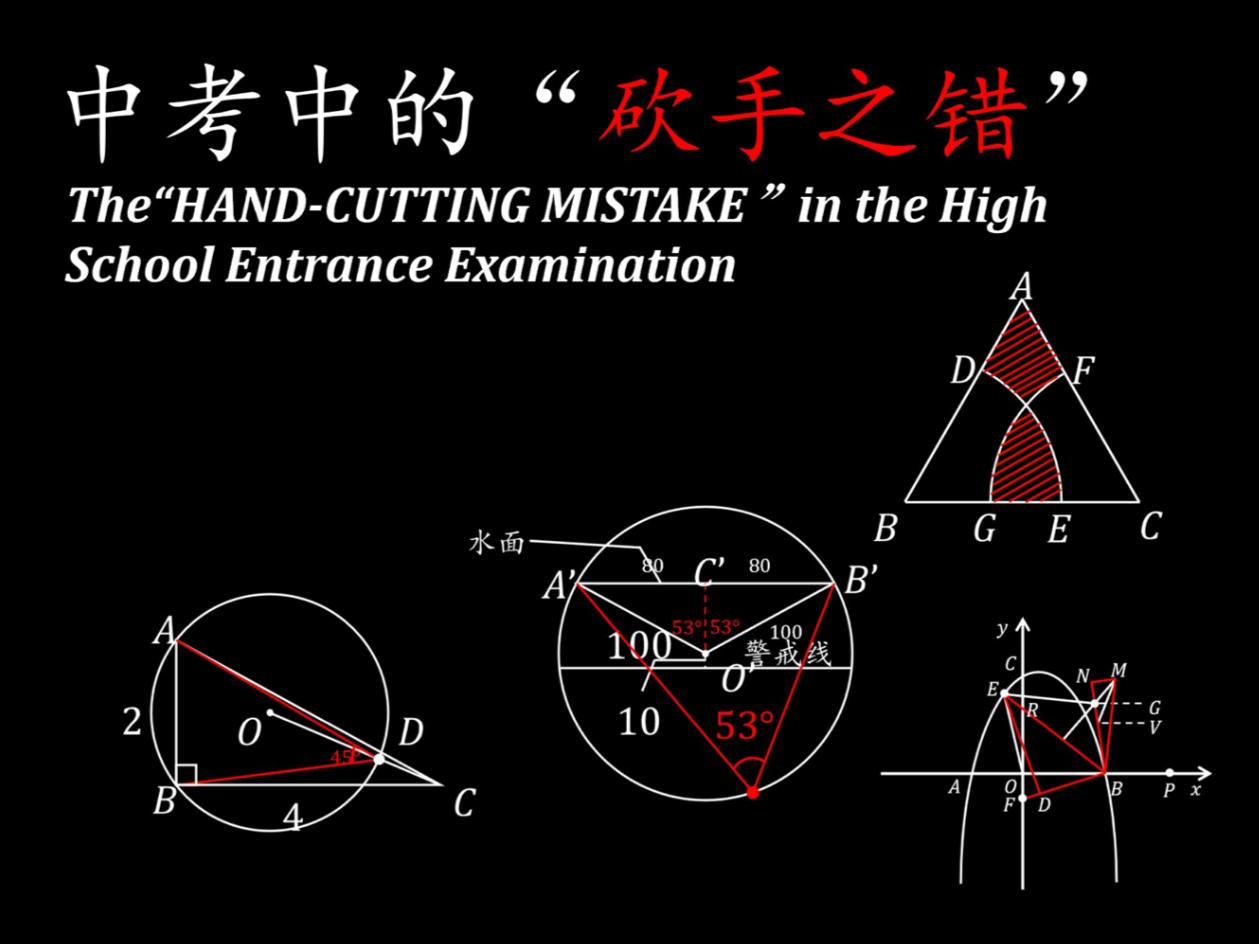 中考中的“砍手之错”
The“HAND-CUTTING MISTAKE” in the High
School Entrance Examination
A
D F
B G E C
水面
80 C' 80
A' B'
53° 53°
100 100
警戒线
O'
10 53°
A
2 O D
45°
B 4 C
y
C N M
E R G
V
A O B P x
F D